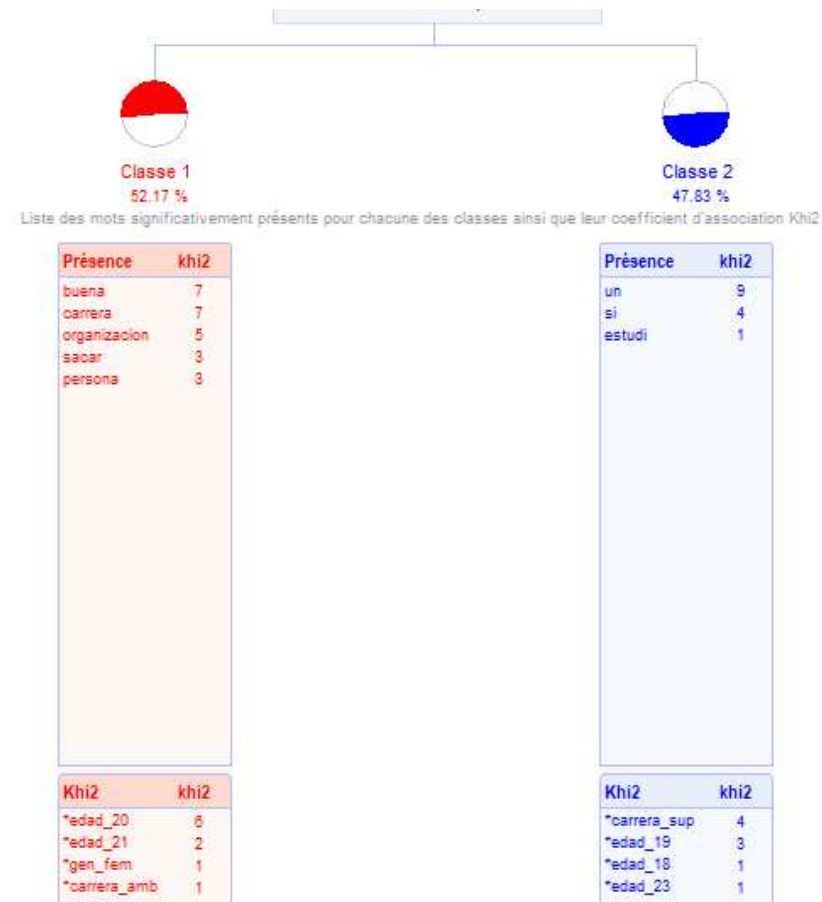 Classe 1
52.17 %
Classe 2
47.83 %
Liste des mots significativement présents pour chacune des classes ainsi que leur coefficient d'association Khi2
Présence khi2
buena 7
carrera 7
organizacion 5
sacar 3
persona 3
Présence khi2
un 9
si 4
estudi 1
Khi2 khi2
*edad_20 6
*edad_21 2
*gen_fem 1
*carrera_amb 1
Khi2 khi2
*carrera_sup 4
*edad_19 3
*edad_18 1
*edad_23 1